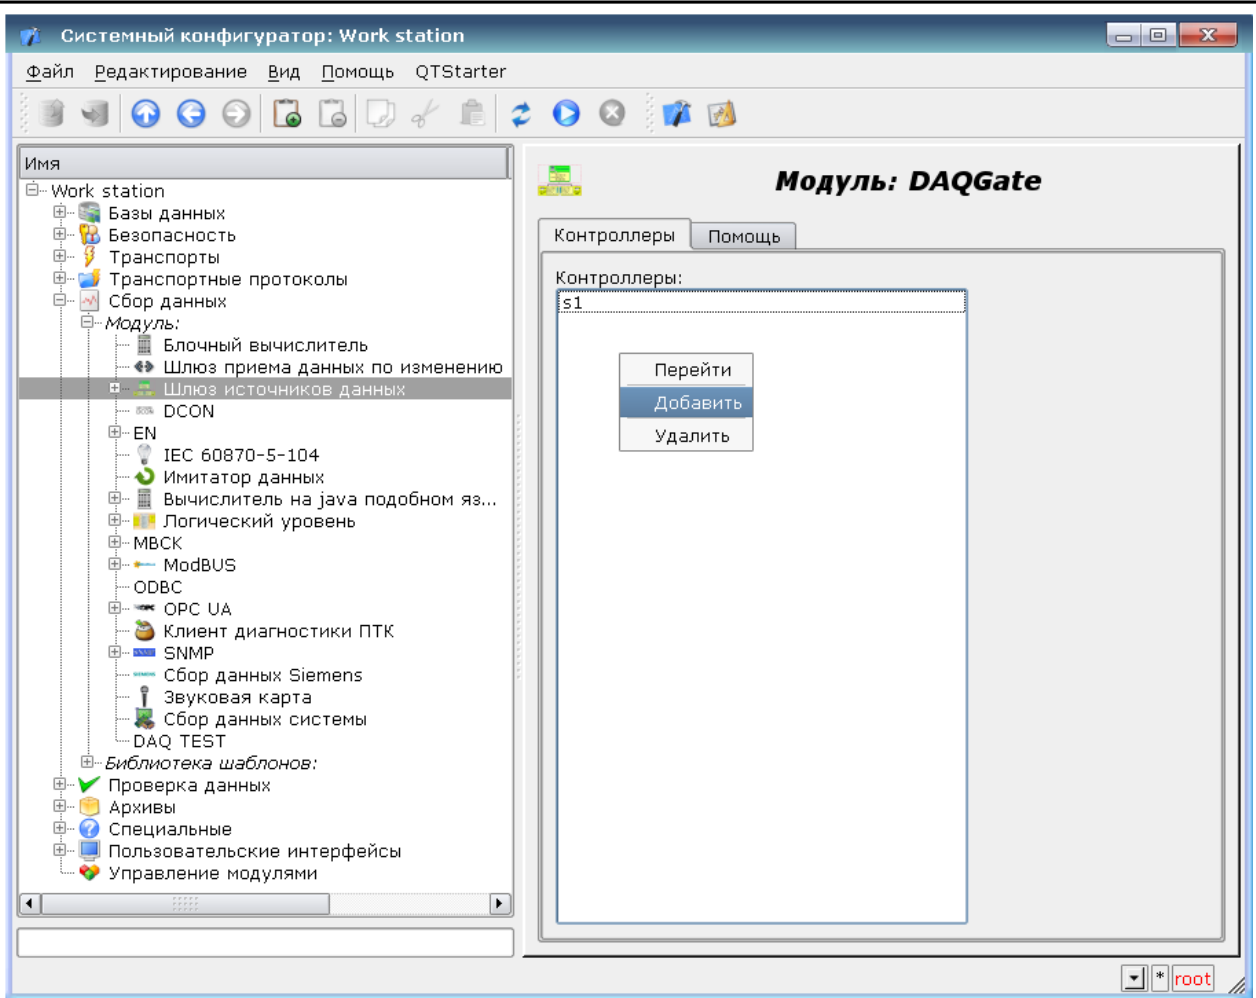 Системный конфигуратор: Work station
Файл Редактирование Вид Помощь QTStarter
Имя
Work station
Базы данных
Безопасность
Транспорты
Транспортные протоколы
Сбор данных
Модуль:
Блочный вычислитель
Шлюз приема данных по изменению
Шлюз источников данных
DCON
EN
IEC 60870-5-104
Имитатор данных
Вычислитель на java подобном яз...
Логический уровень
МВСК
ModBUS
ODBC
OPC UA
Клиент диагностики ПТК
SNMP
Сбор данных Siemens
Звуковая карта
Сбор данных системы
DAQ TEST
Библиотека шаблонов:
Проверка данных
Архивы
Специальные
Пользовательские интерфейсы
Управление модулями
Модуль: DAQGate
Контроллеры Помощь
Контроллеры:
s1
Перейти
Добавить
Удалить
* root